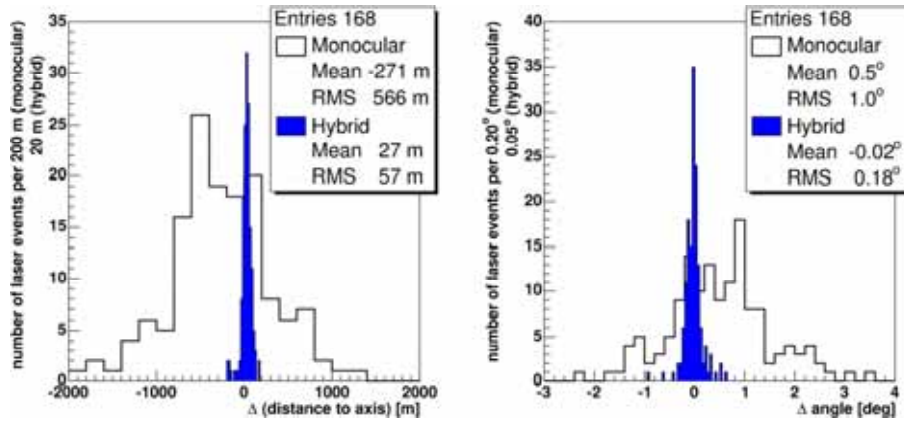 number of laser events per 200 m (monocular)
20 m (hybrid)
35
30
25
20
15
10
5
0
-2000
-1000
0
1000
2000
Δ (distance to axis) [m]
Entries 168
Monocular
Mean -271 m
RMS 566 m
Hybrid
Mean 27 m
RMS 57 m
number of laser events per 0.20° (monocular)
0.05° (hybrid)
40
35
30
25
20
15
10
5
0
-3
-2
-1
0
1
2
3
4
Δ angle [deg]
Entries 168
Monocular
Mean 0.5°
RMS 1.0°
Hybrid
Mean -0.02°
RMS 0.18°